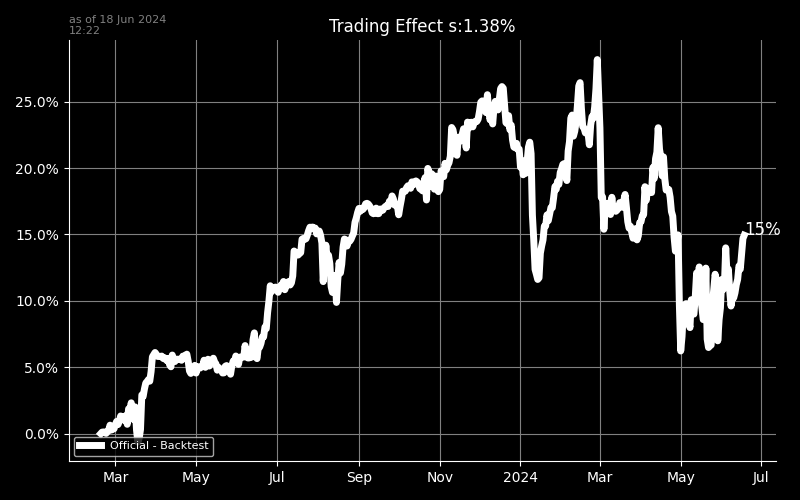 as of 18 Jun 2024
12:22
Trading Effect s:1.38%
25.0%
20.0%
15.0%
10.0%
5.0%
0.0%
15%
Official - Backtest
Mar
May
Jul
Sep
Nov
2024
Mar
May
Jul